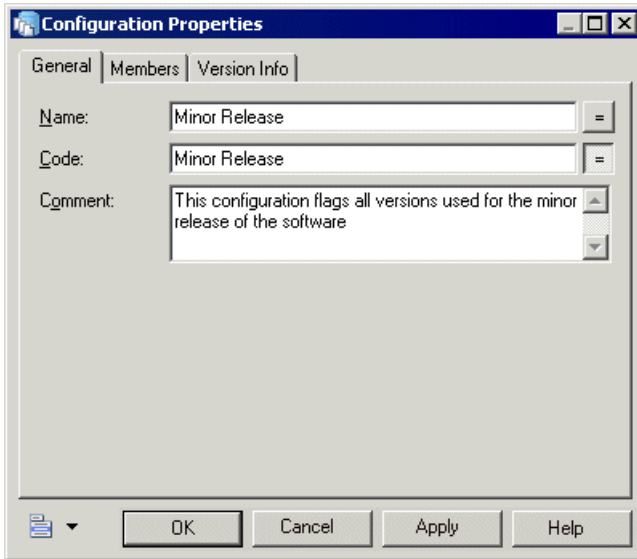 Configuration Properties
General Members Version Info
Name: Minor Release =
Code: Minor Release =
Comment: This configuration flags all versions used for the minor
release of the software
OK Cancel Apply Help